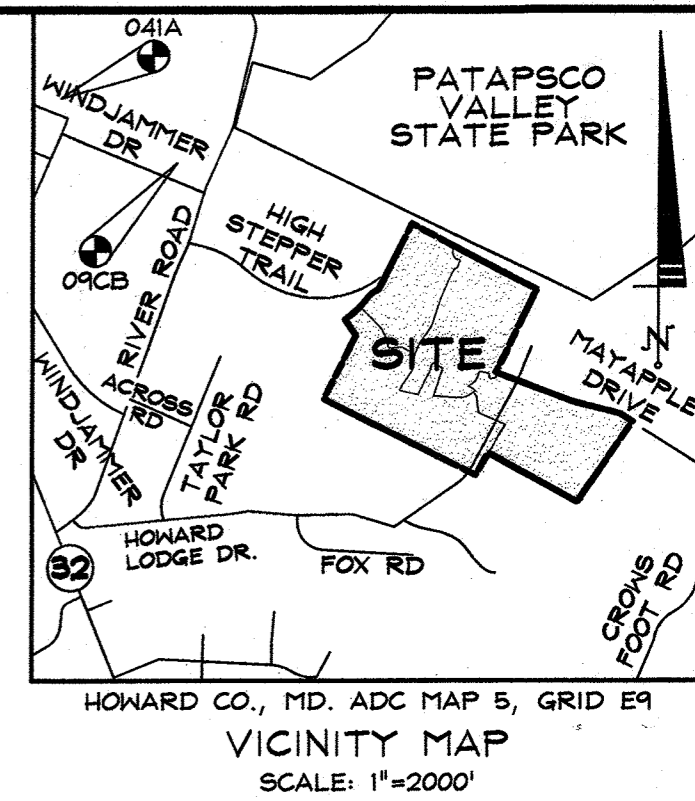 041A
WINDJAMMER
DR
PATAPSCO
VALLEY
STATE PARK
HIGH
STEPPER
TRAIL
09CB
RIVER ROAD
SITE
N
MAYAPPLE
DRIVE
WINDJAMMER
DR
ACROSS
RD
TAYLOR
PARK RD
HOWARD
LODGE DR.
32
FOX RD
CROWS
FOOT RD
HOWARD CO., MD. ADC MAP 5, GRID E9
VICINITY MAP
SCALE: 1"=2000'